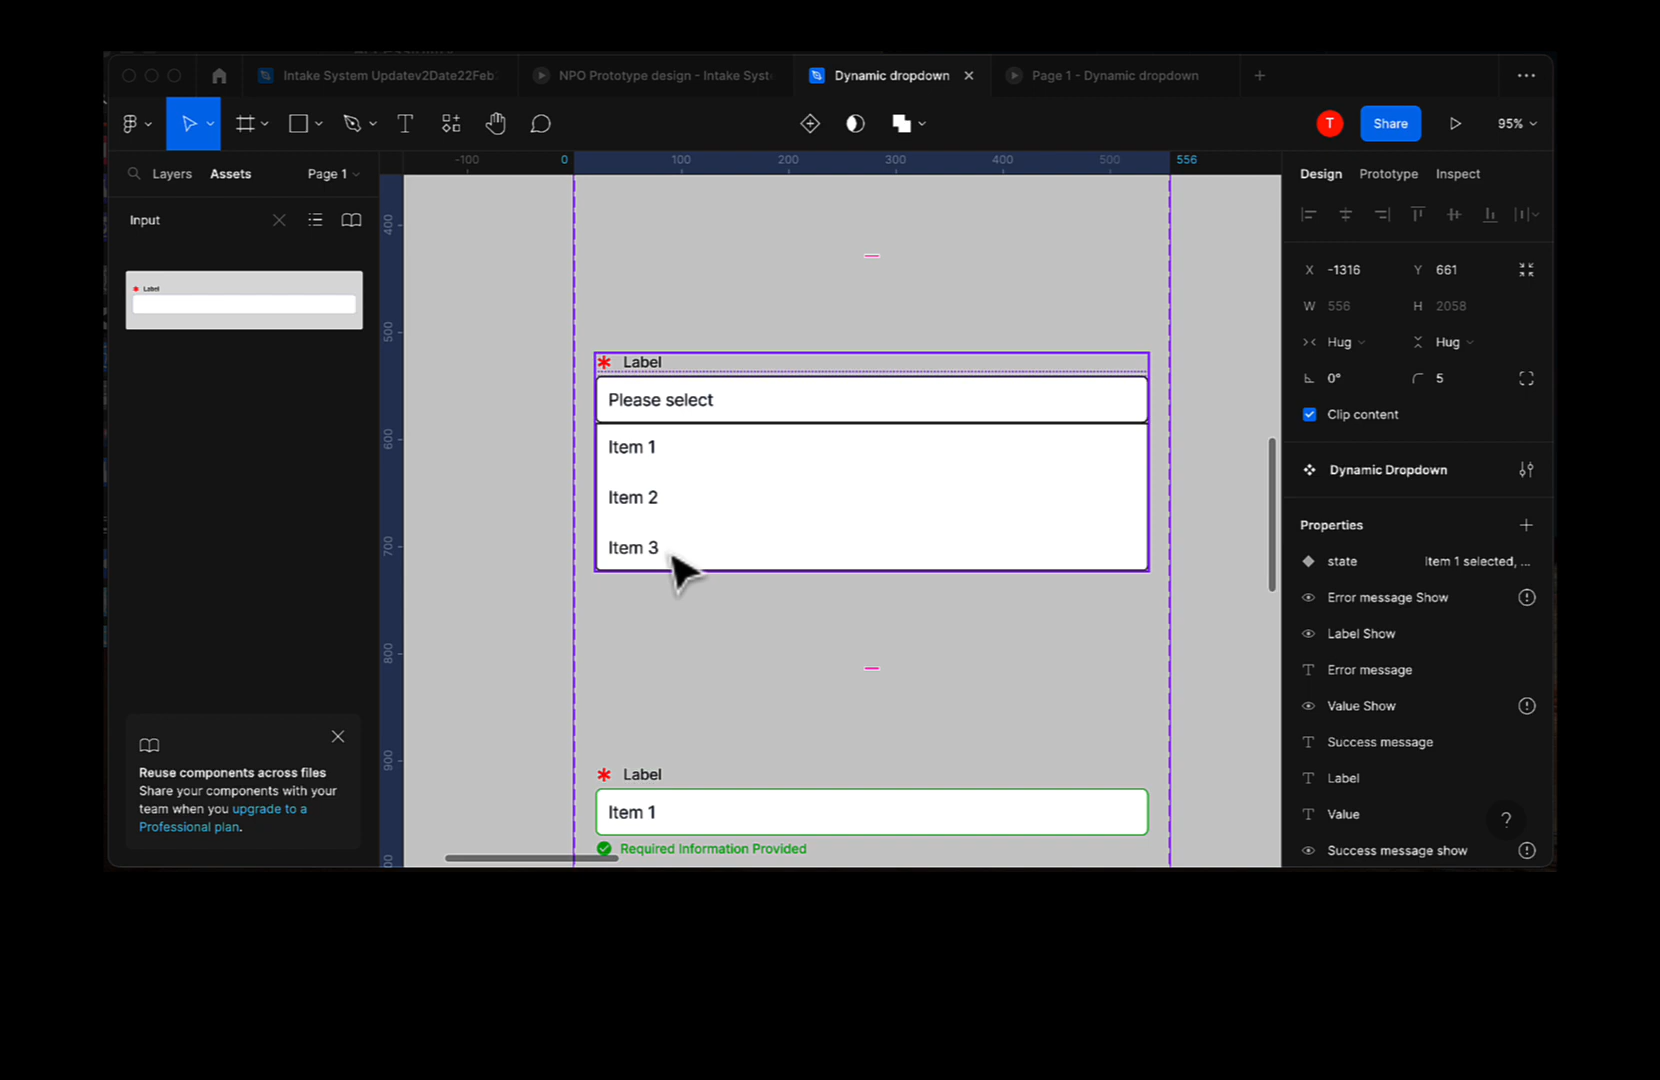 Intake System Updatev2Date22Feb
NPO Prototype design - Intake Syst
Dynamic dropdown
Page 1 - Dynamic dropdown
T
Share
95%
Layers
Assets
Page 1
-100
0
100
200
300
400
500
556
Design
Prototype
Inspect
Input
Label
400
500
600
700
800
900
Label
Please select
Item 1
Item 2
Item 3
Label
Item 1
Required Information Provided
X -1316
Y 661
W 556
H 2058
Hug
Hug
0°
5
Clip content
Dynamic Dropdown
Properties
state Item 1 selected, ...
Error message Show
Label Show
Error message
Value Show
Success message
Label
Value
Success message show
?
Reuse components across files
Share your components with your
team when you upgrade to a
Professional plan.